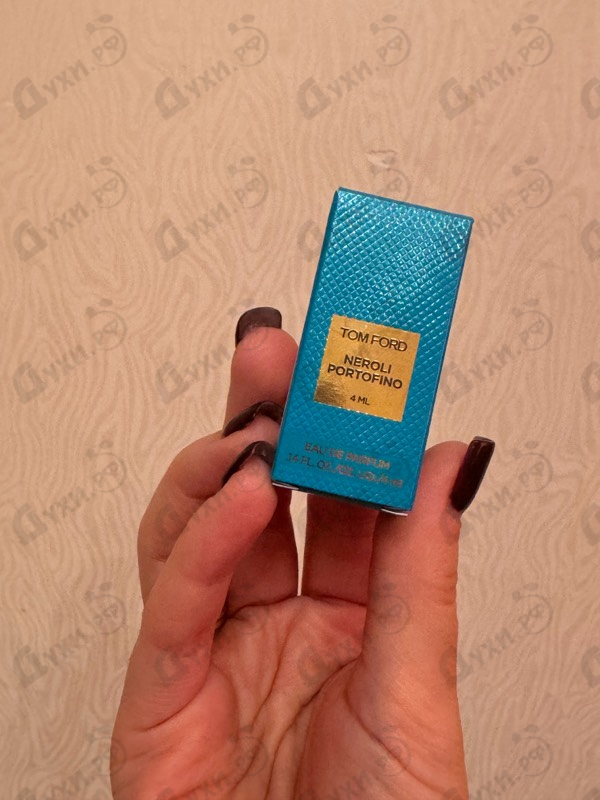 TOM FORD
NEROLI
PORTOFINO
4 ML
EAU DE PARFUM
Духи.РФ